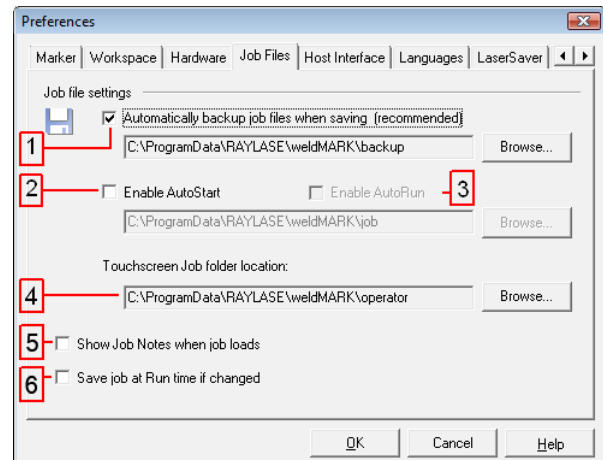 Preferences
Marker Workspace Hardware Job Files Host Interface Languages LaserSaver
Job file settings
Automatically backup job files when saving (recommended)
1
C:\ProgramData\RAYLASE\weldMARK\backup Browse...
2 Enable AutoStart Enable AutoRun 3
C:\ProgramData\RAYLASE\weldMARK\job Browse...
Touchscreen Job folder location:
4 C:\ProgramData\RAYLASE\weldMARK\operator Browse...
5 Show Job Notes when job loads
6 Save job at Run time if changed
OK Cancel Help